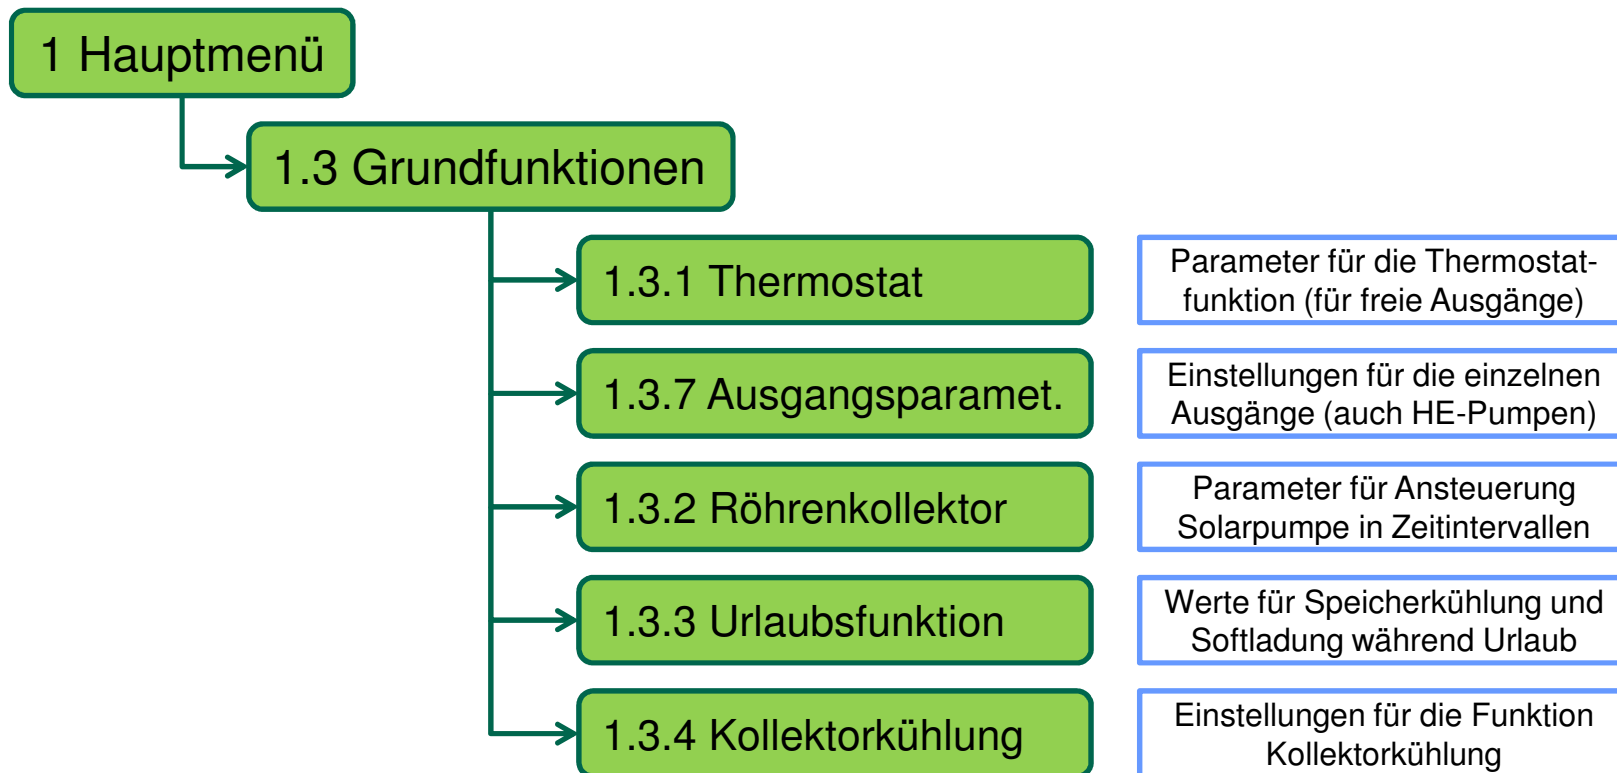 1 Hauptmenü
1.3 Grundfunktionen
1.3.1 Thermostat
Parameter für die Thermostat-
funktion (für freie Ausgänge)
1.3.7 Ausgangsparamet.
Einstellungen für die einzelnen
Ausgänge (auch HE-Pumpen)
1.3.2 Röhrenkollektor
Parameter für Ansteuerung
Solarpumpe in Zeitintervallen
1.3.3 Urlaubsfunktion
Werte für Speicherkühlung und
Softladung während Urlaub
1.3.4 Kollektorkühlung
Einstellungen für die Funktion
Kollektorkühlung